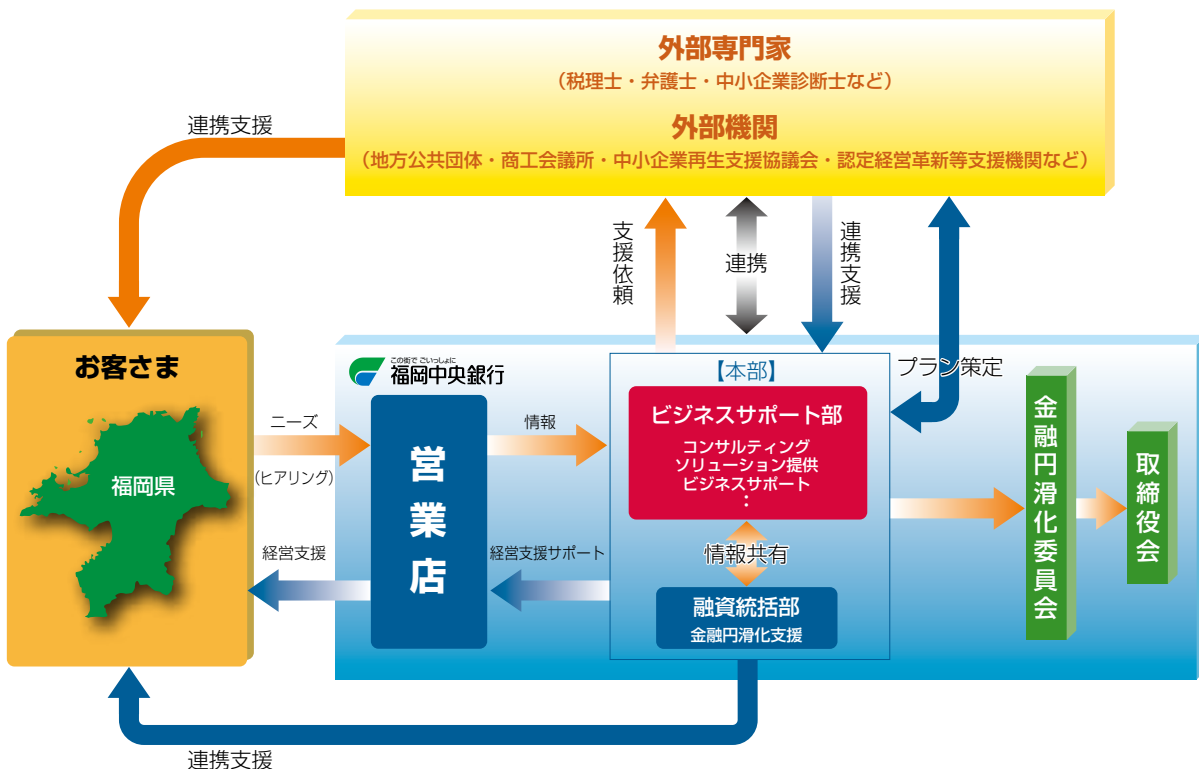 外部専門家
（税理士・弁護士・中小企業診断士など）
外部機関
（地方公共団体・商工会議所・中小企業再生支援協議会・認定経営革新等支援機関など）
連携支援
支援依頼
連携
連携支援
プラン策定
お客さま
福岡県
ニーズ
(ヒアリング)
経営支援
この街で ごいっしょに
福岡中央銀行
営業店
情報
経営支援サポート
【本部】
ビジネスサポート部
コンサルティング
ソリューション提供
ビジネスサポート
：
情報共有
融資統括部
金融円滑化支援
金融円滑化委員会
取締役会
連携支援